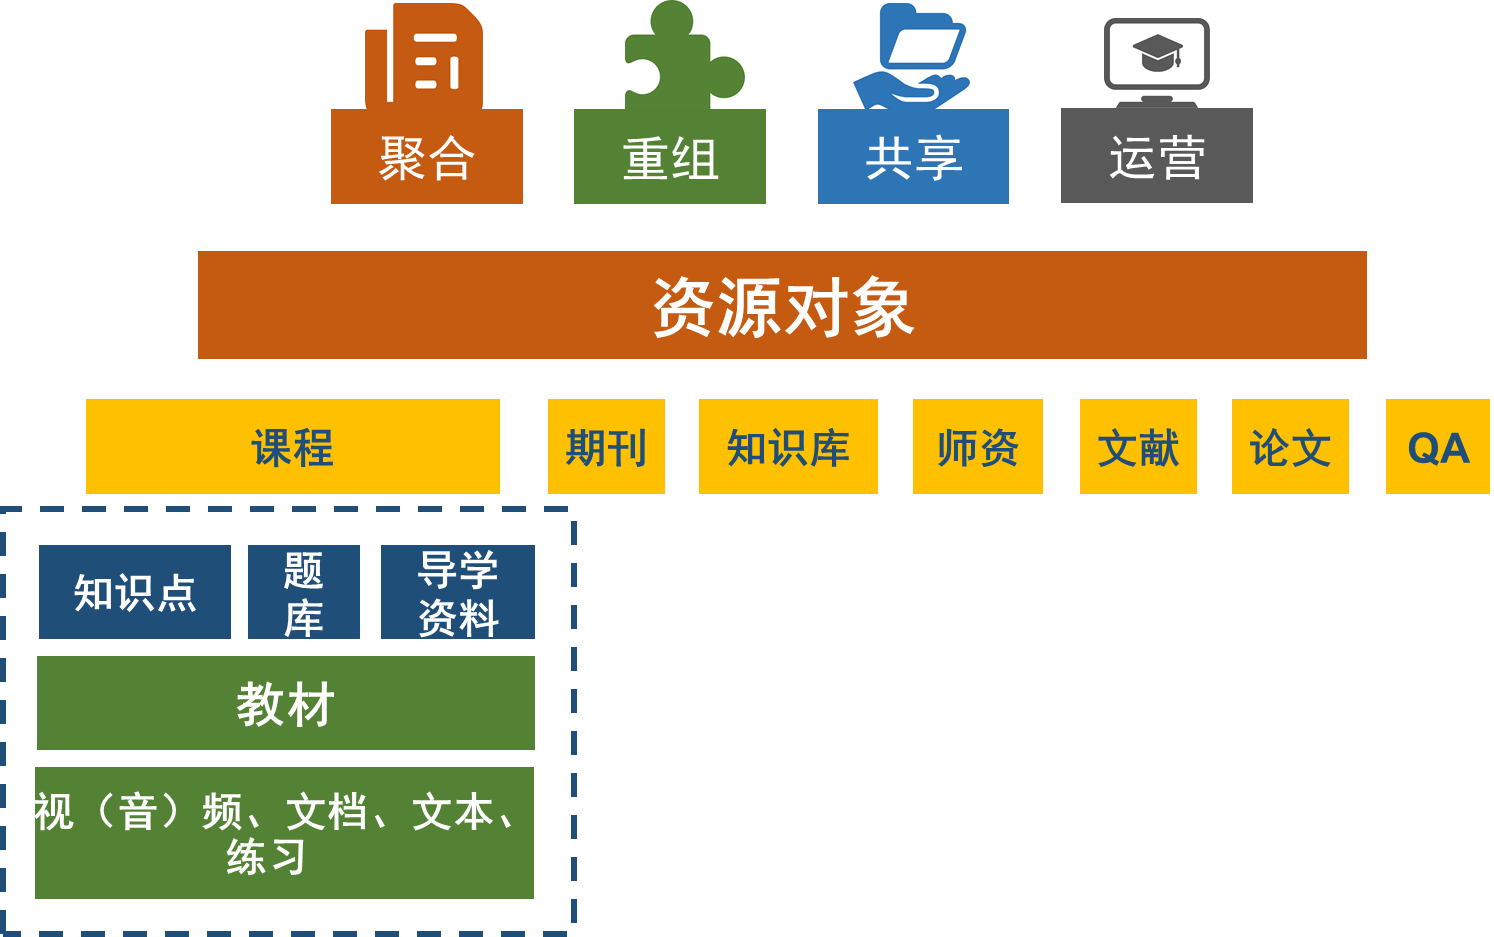 聚合
重组
共享
运营
资源对象
课程
期刊
知识库
师资
文献
论文
QA
知识点
题
库
导学
资料
教材
视（音）频、文档、文本、
练习